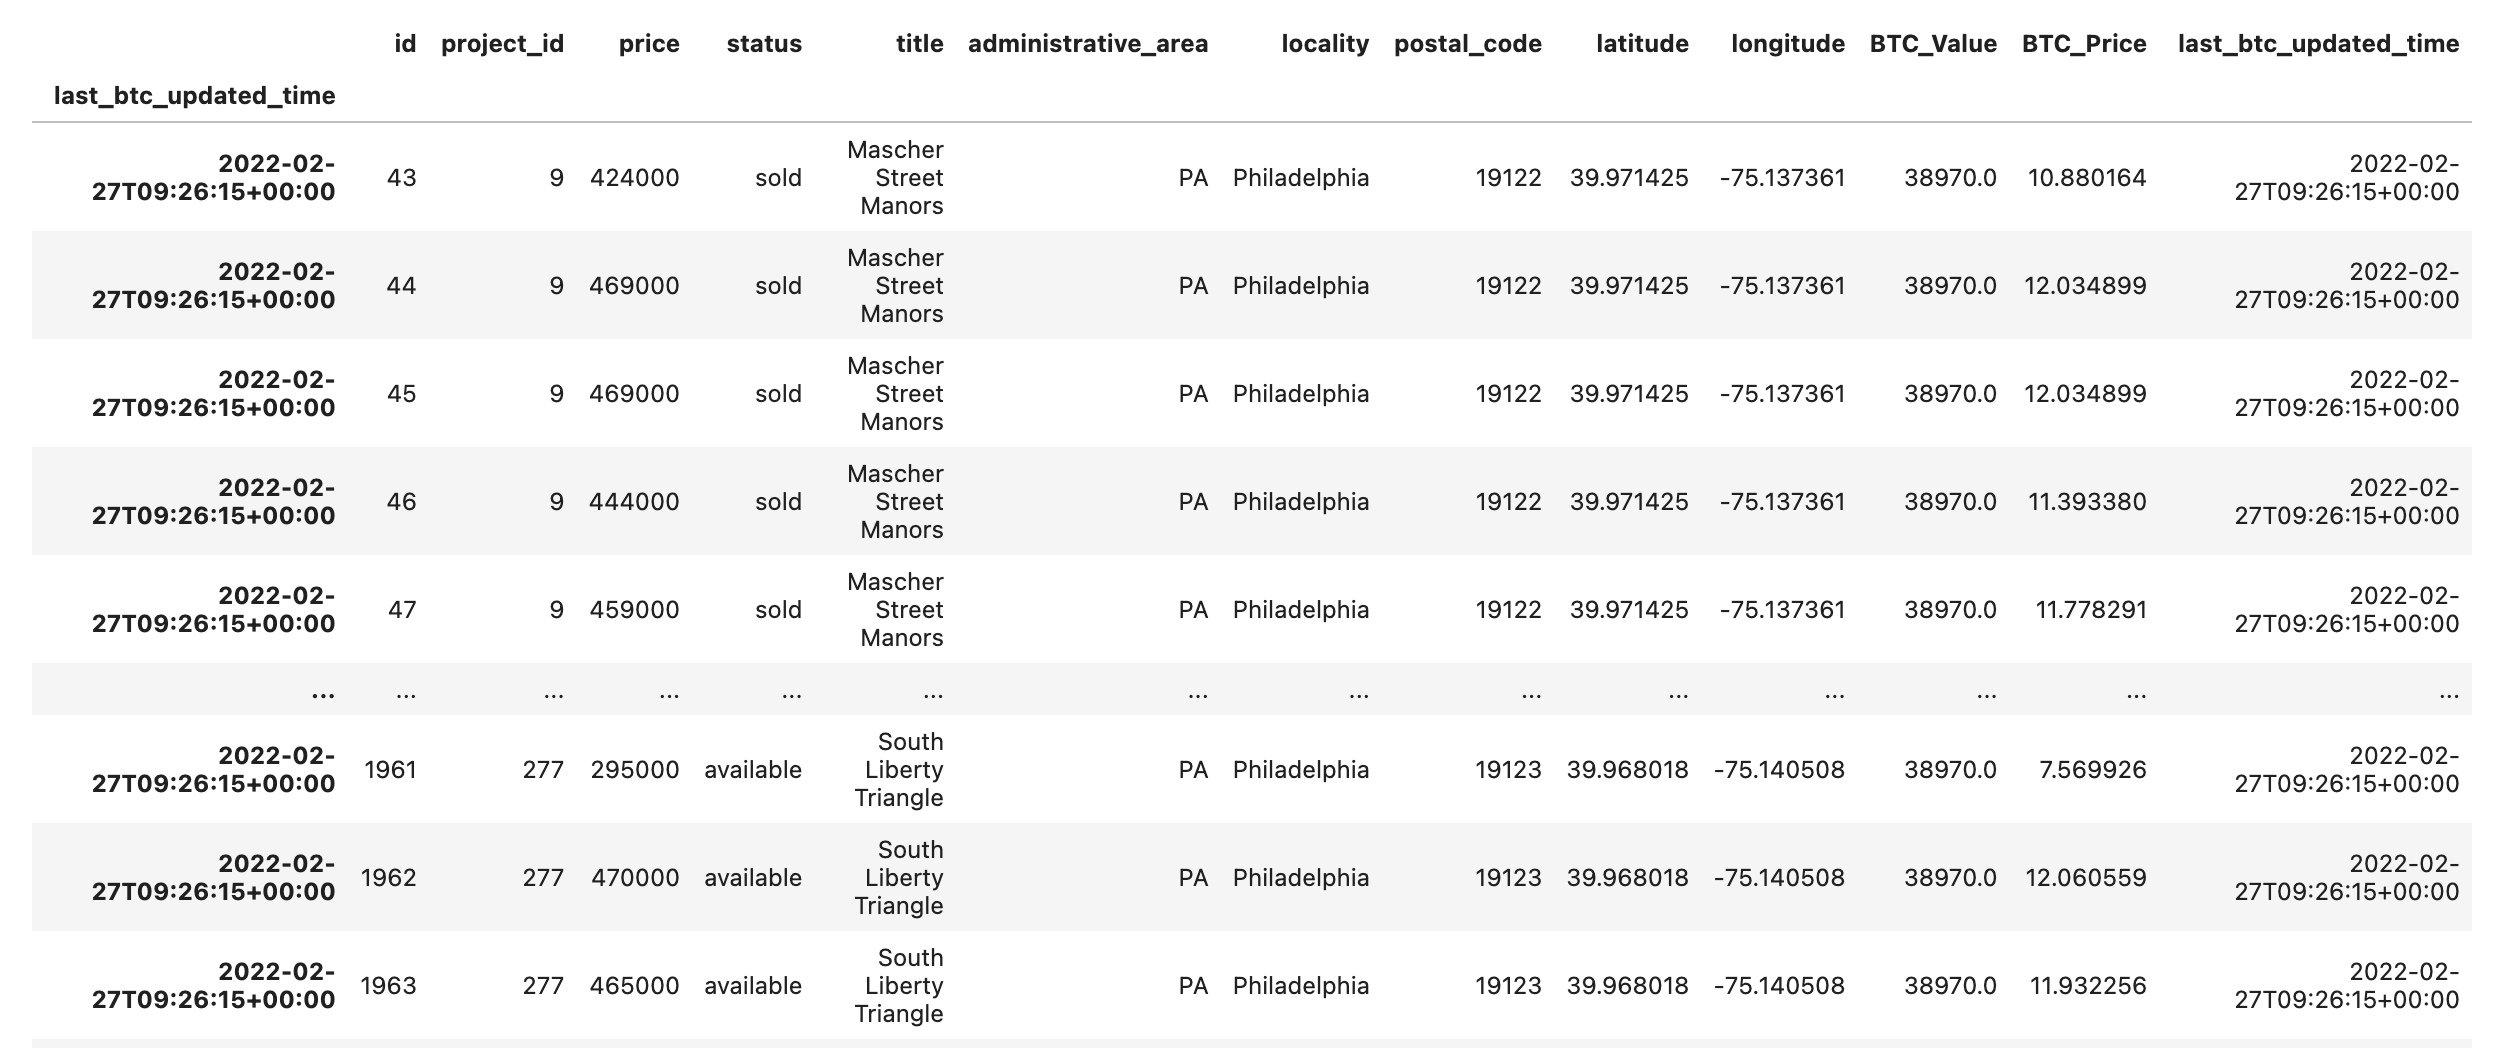 id project_id price status title administrative_area locality postal_code latitude longitude BTC_Value BTC_Price last_btc_updated_time
last_btc_updated_time
2022-02-27T09:26:15+00:00 43 9 424000 sold Mascher Street Manors PA Philadelphia 19122 39.971425 -75.137361 38970.0 10.880164 2022-02-27T09:26:15+00:00
2022-02-27T09:26:15+00:00 44 9 469000 sold Mascher Street Manors PA Philadelphia 19122 39.971425 -75.137361 38970.0 12.034899 2022-02-27T09:26:15+00:00
2022-02-27T09:26:15+00:00 45 9 469000 sold Mascher Street Manors PA Philadelphia 19122 39.971425 -75.137361 38970.0 12.034899 2022-02-27T09:26:15+00:00
2022-02-27T09:26:15+00:00 46 9 444000 sold Mascher Street Manors PA Philadelphia 19122 39.971425 -75.137361 38970.0 11.393380 2022-02-27T09:26:15+00:00
2022-02-27T09:26:15+00:00 47 9 459000 sold Mascher Street Manors PA Philadelphia 19122 39.971425 -75.137361 38970.0 11.778291 2022-02-27T09:26:15+00:00
... ... ... ... ... ... ... ... ... ... ... ... ... ...
2022-02-27T09:26:15+00:00 1961 277 295000 available South Liberty Triangle PA Philadelphia 19123 39.968018 -75.140508 38970.0 7.569926 2022-02-27T09:26:15+00:00
2022-02-27T09:26:15+00:00 1962 277 470000 available South Liberty Triangle PA Philadelphia 19123 39.968018 -75.140508 38970.0 12.060559 2022-02-27T09:26:15+00:00
2022-02-27T09:26:15+00:00 1963 277 465000 available South Liberty Triangle PA Philadelphia 19123 39.968018 -75.140508 38970.0 11.932256 2022-02-27T09:26:15+00:00